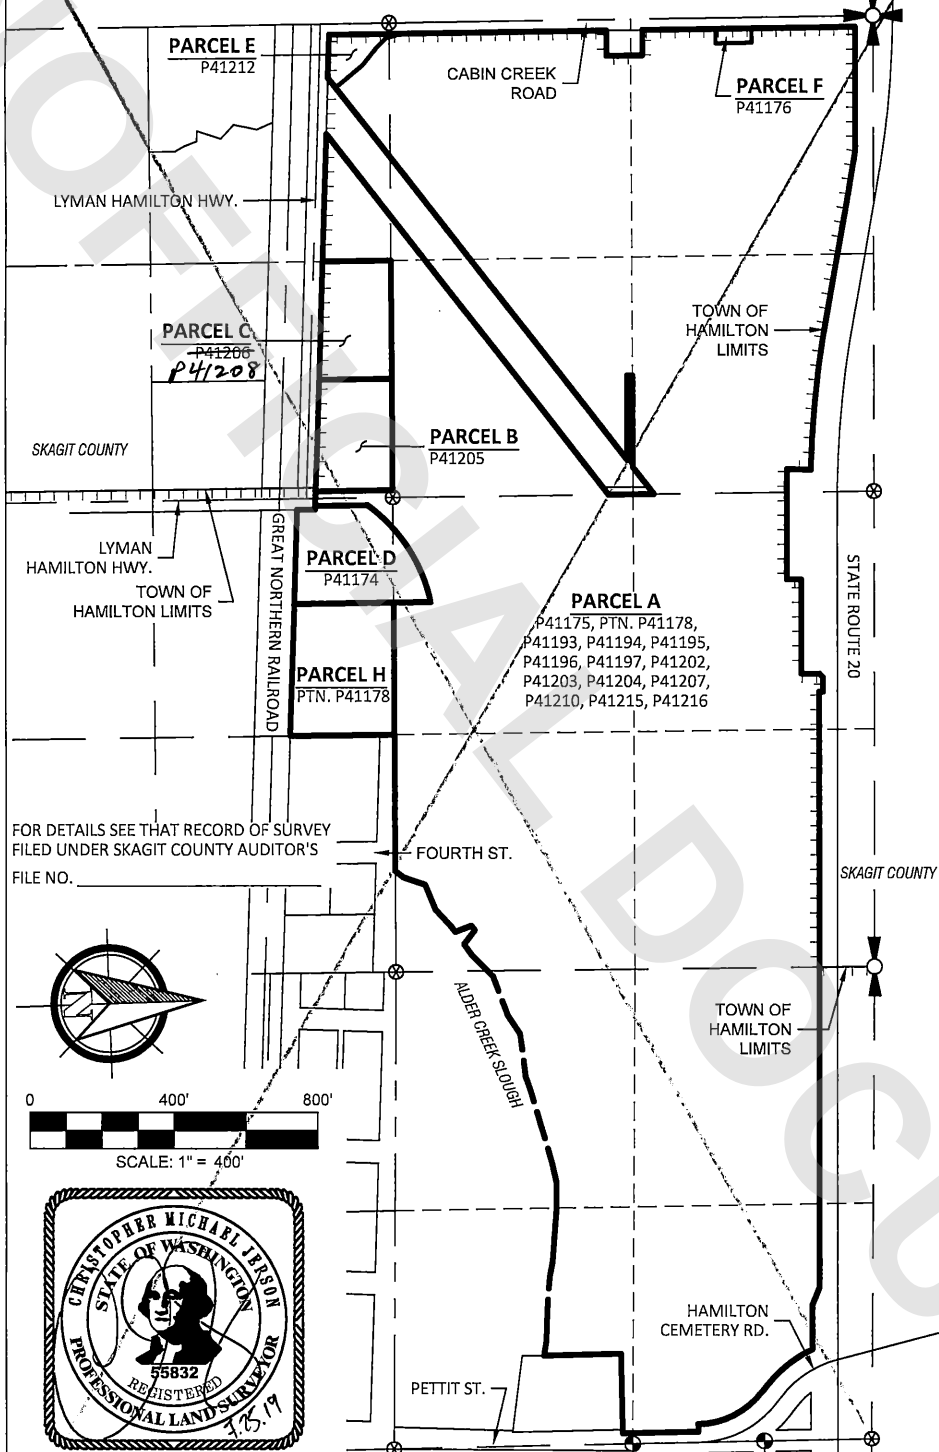 PARCEL E
P41212
CABIN CREEK
ROAD
PARCEL F
P41176
LYMAN HAMILTON HWY.
TOWN OF
HAMILTON
LIMITS
PARCEL C
P41206
P41208
PARCEL B
P41205
SKAGIT COUNTY
LYMAN
HAMILTON HWY.
TOWN OF
HAMILTON LIMITS
GREAT NORTHERN RAILROAD
PARCEL D
P41174
PARCEL A
P41175, PTN. P41178,
P41193, P41194, P41195,
P41196, P41197, P41202,
P41203, P41204, P41207,
P41210, P41215, P41216
STATE ROUTE 20
PARCEL H
PTN. P41178
FOR DETAILS SEE THAT RECORD OF SURVEY
FILED UNDER SKAGIT COUNTY AUDITOR'S
FILE NO.
FOURTH ST.
SKAGIT COUNTY
N
ALDER CREEK SLOUGH
TOWN OF
HAMILTON
LIMITS
0 400' 800'
SCALE: 1" = 400'
CHRISTOPHER MICHAEL JEPSON
STATE OF WASHINGTON
55832
REGISTERED
PROFESSIONAL LAND SURVEYOR
7.25.19
HAMILTON
CEMETERY RD.
PETTIT ST.
UNOFFICIAL DOCU